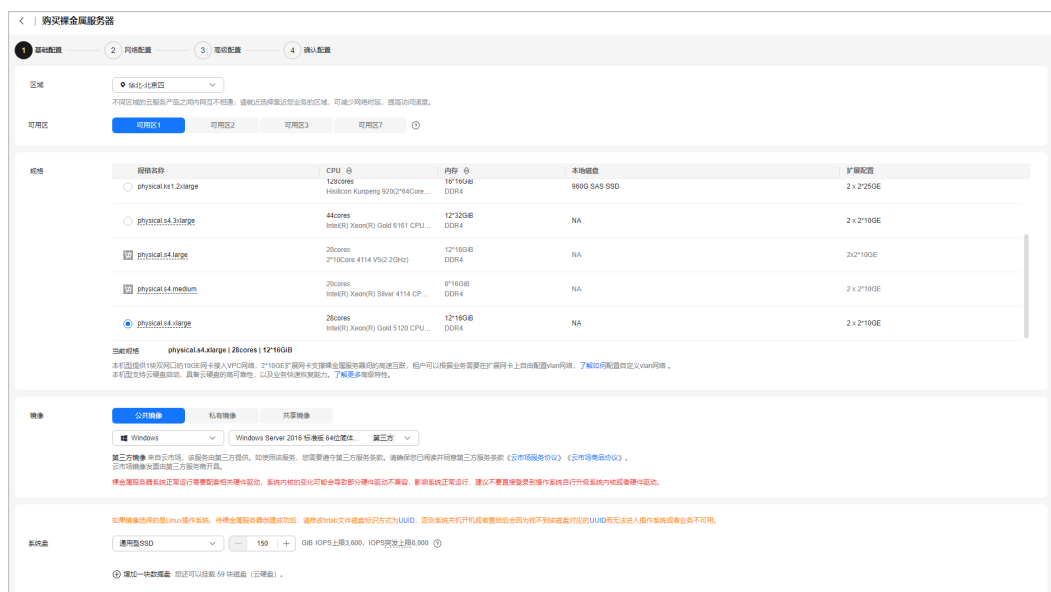 购买裸金属服务器
1 基础配置 2 网络配置 3 高级配置 4 确认配置
区域 华北-北京四
不同区域的云服务产品之间内网互不相通；请就近选择靠近您业务的区域，可减少网络时延，提高访问速度。
可用区 可用区1 可用区2 可用区3 可用区7
规格 规格名称 CPU 内存 本地磁盘 扩展配置
128cores 16*16GiB
physical.ks1.2xlarge 960G SAS SSD 2 x 2*25GE
Hisilicon Kunpeng 920(2*64Core... DDR4
44cores 12*32GiB
physical.s4.3xlarge NA 2 x 2*10GE
Intel(R) Xeon(R) Gold 6161 CPU... DDR4
20cores 12*16GiB
physical.s4.large NA 2x2*10GE
2*10Core 4114 V5(2.2GHz) DDR4
20cores 8*16GiB
physical.s4.medium NA 2 x 2*10GE
Intel(R) Xeon(R) Silver 4114 CP... DDR4
28cores 12*16GiB
physical.s4.xlarge NA 2 x 2*10GE
Intel(R) Xeon(R) Gold 5120 CPU... DDR4
当前规格 physical.s4.xlarge | 28cores | 12*16GiB
本机型提供1块双网口的10GE网卡接入VPC网络，2*10GE扩展网卡支撑裸金属服务器间的高速互联，租户可以根据业务需要在扩展网卡上自由配置vlan网络，了解如何配置自定义vlan网络 。
本机型支持云硬盘启动，具备云硬盘的高可靠性，以及业务快速恢复能力。了解更多高级特性。
镜像 公共镜像 私有镜像 共享镜像
Windows Windows Server 2016 标准版 64位简体... 第三方
第三方镜像 来自云市场，该服务由第三方提供。如使用该服务，您需要遵守第三方服务条款。请确保您已阅读并同意第三方服务条款《云市场服务协议》《云市场商品协议》。
云市场镜像发票由第三方服务商开具。
裸金属服务器系统正常运行需要配套相关硬件驱动，系统内核的变化可能会导致部分硬件驱动不兼容，影响系统正常运行，建议不要直接登录到操作系统自行升级系统内核或者硬件驱动。
如果镜像选择的是Linux操作系统，待裸金属服务器创建成功后，请修改fstab文件磁盘标识方式为UUID，否则系统关机开机或者重启后会因为找不到该磁盘对应的UUID而无法进入操作系统或者业务不可用。
系统盘 通用型SSD − 150 + GiB IOPS上限3,600，IOPS突发上限8,000
增加一块数据盘 您还可以挂载 59 块磁盘（云硬盘）。